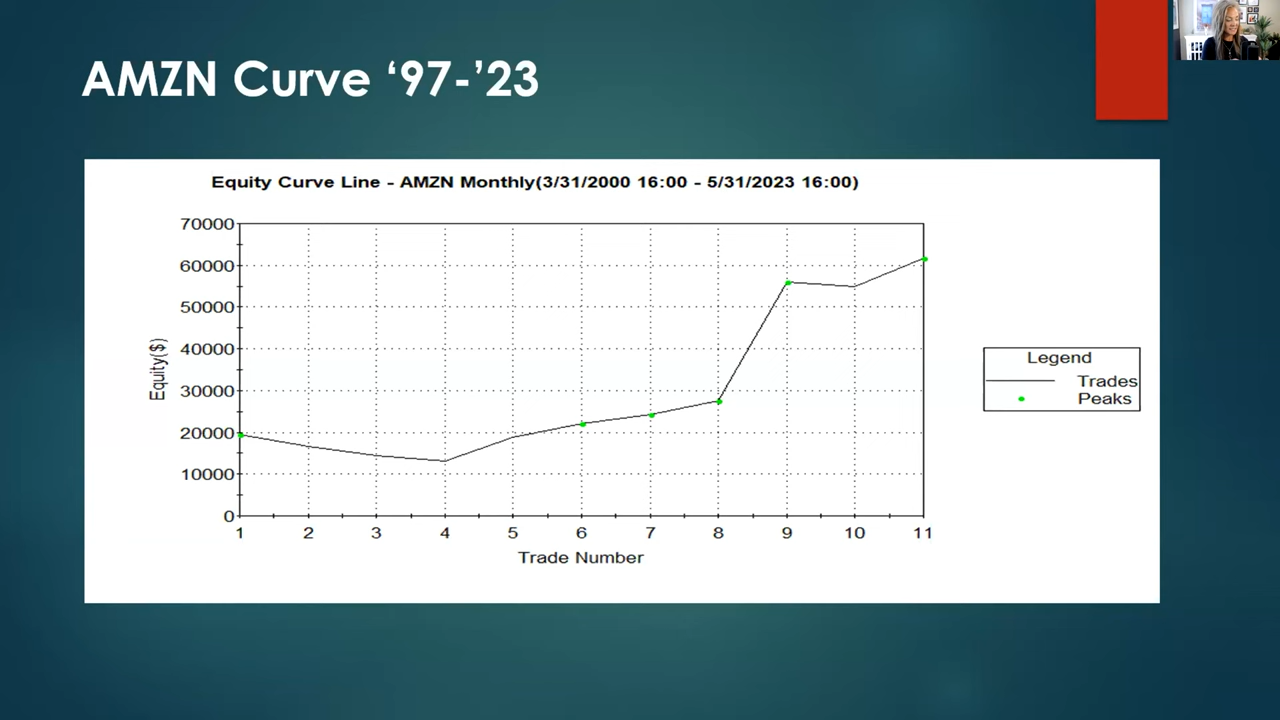 AMZN Curve ‘97-’23
Equity Curve Line - AMZN Monthly(3/31/2000 16:00 - 5/31/2023 16:00)
70000
60000
50000
40000
30000
20000
10000
0
Equity($)
1 2 3 4 5 6 7 8 9 10 11
Trade Number
Legend
Trades
Peaks